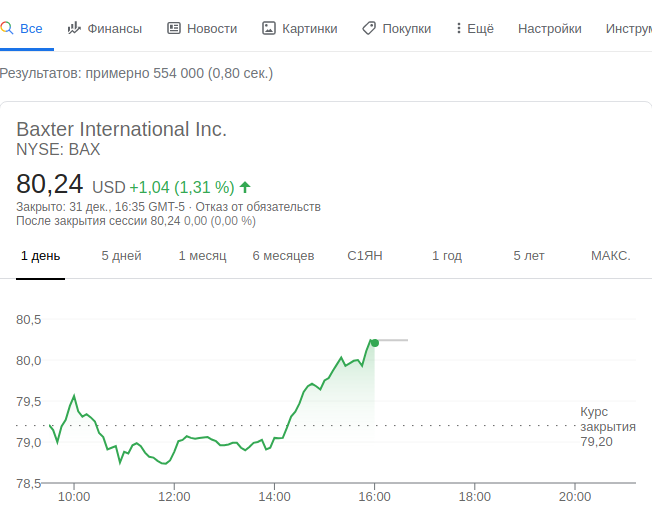 Все Финансы Новости Картинки Покупки Ещё Настройки Инструм
Результатов: примерно 554 000 (0,80 сек.)
Baxter International Inc.
NYSE: BAX
80,24 USD +1,04 (1,31 %)
Закрыто: 31 дек., 16:35 GMT-5 · Отказ от обязательств
После закрытия сессии 80,24 0,00 (0,00 %)
1 день 5 дней 1 месяц 6 месяцев С1ЯН 1 год 5 лет МАКС.
80,5
80,0
79,5
Курс
закрытия
79,20
79,0
78,5
10:00 12:00 14:00 16:00 18:00 20:00